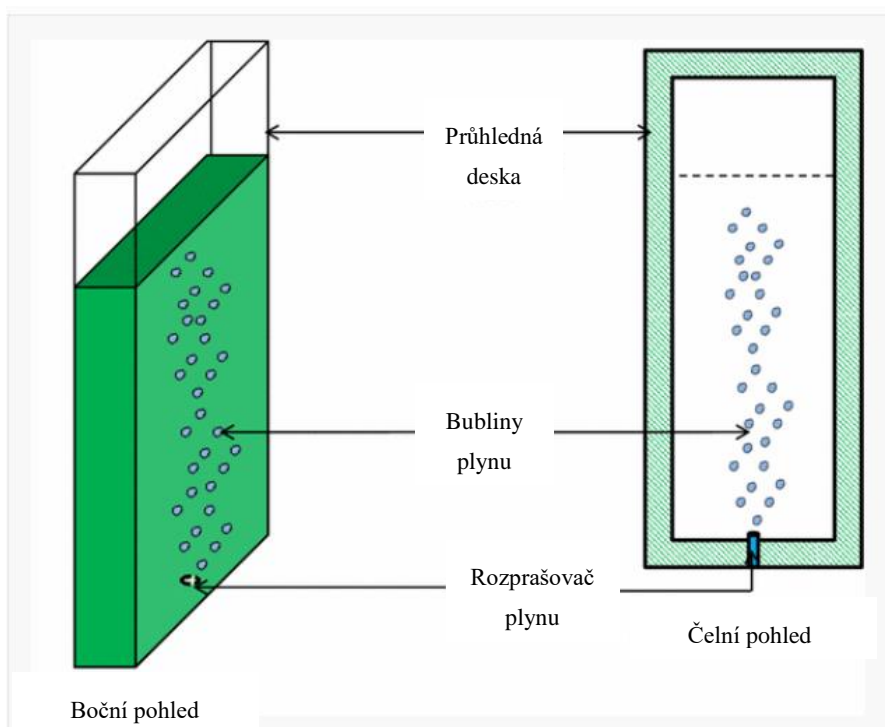 Průhledná
deska
Bubliny
plynu
Rozprašovač
plynu
Čelní pohled
Boční pohled